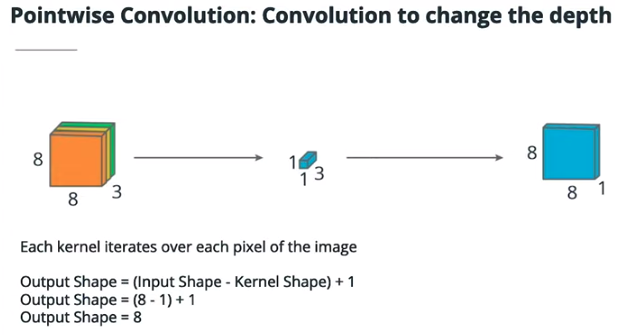 Pointwise Convolution: Convolution to change the depth
8
8
3
1
1
3
8
8
1
Each kernel iterates over each pixel of the image
Output Shape = (Input Shape - Kernel Shape) + 1
Output Shape = (8 - 1) + 1
Output Shape = 8